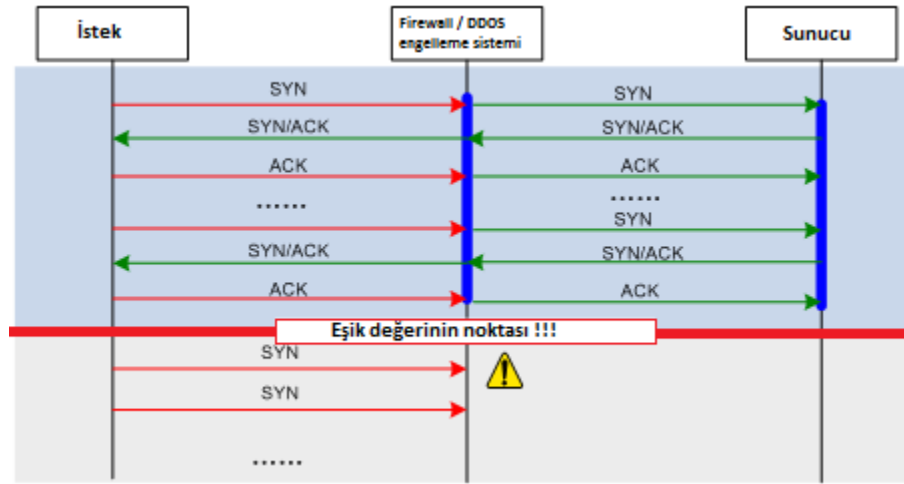 İstek
Firewall / DDOS
engelleme sistemi
Sunucu
SYN
SYN
SYN/ACK
SYN/ACK
ACK
ACK
......
......
SYN
SYN/ACK
SYN/ACK
ACK
ACK
Eşik değerinin noktası !!!
SYN
SYN
......